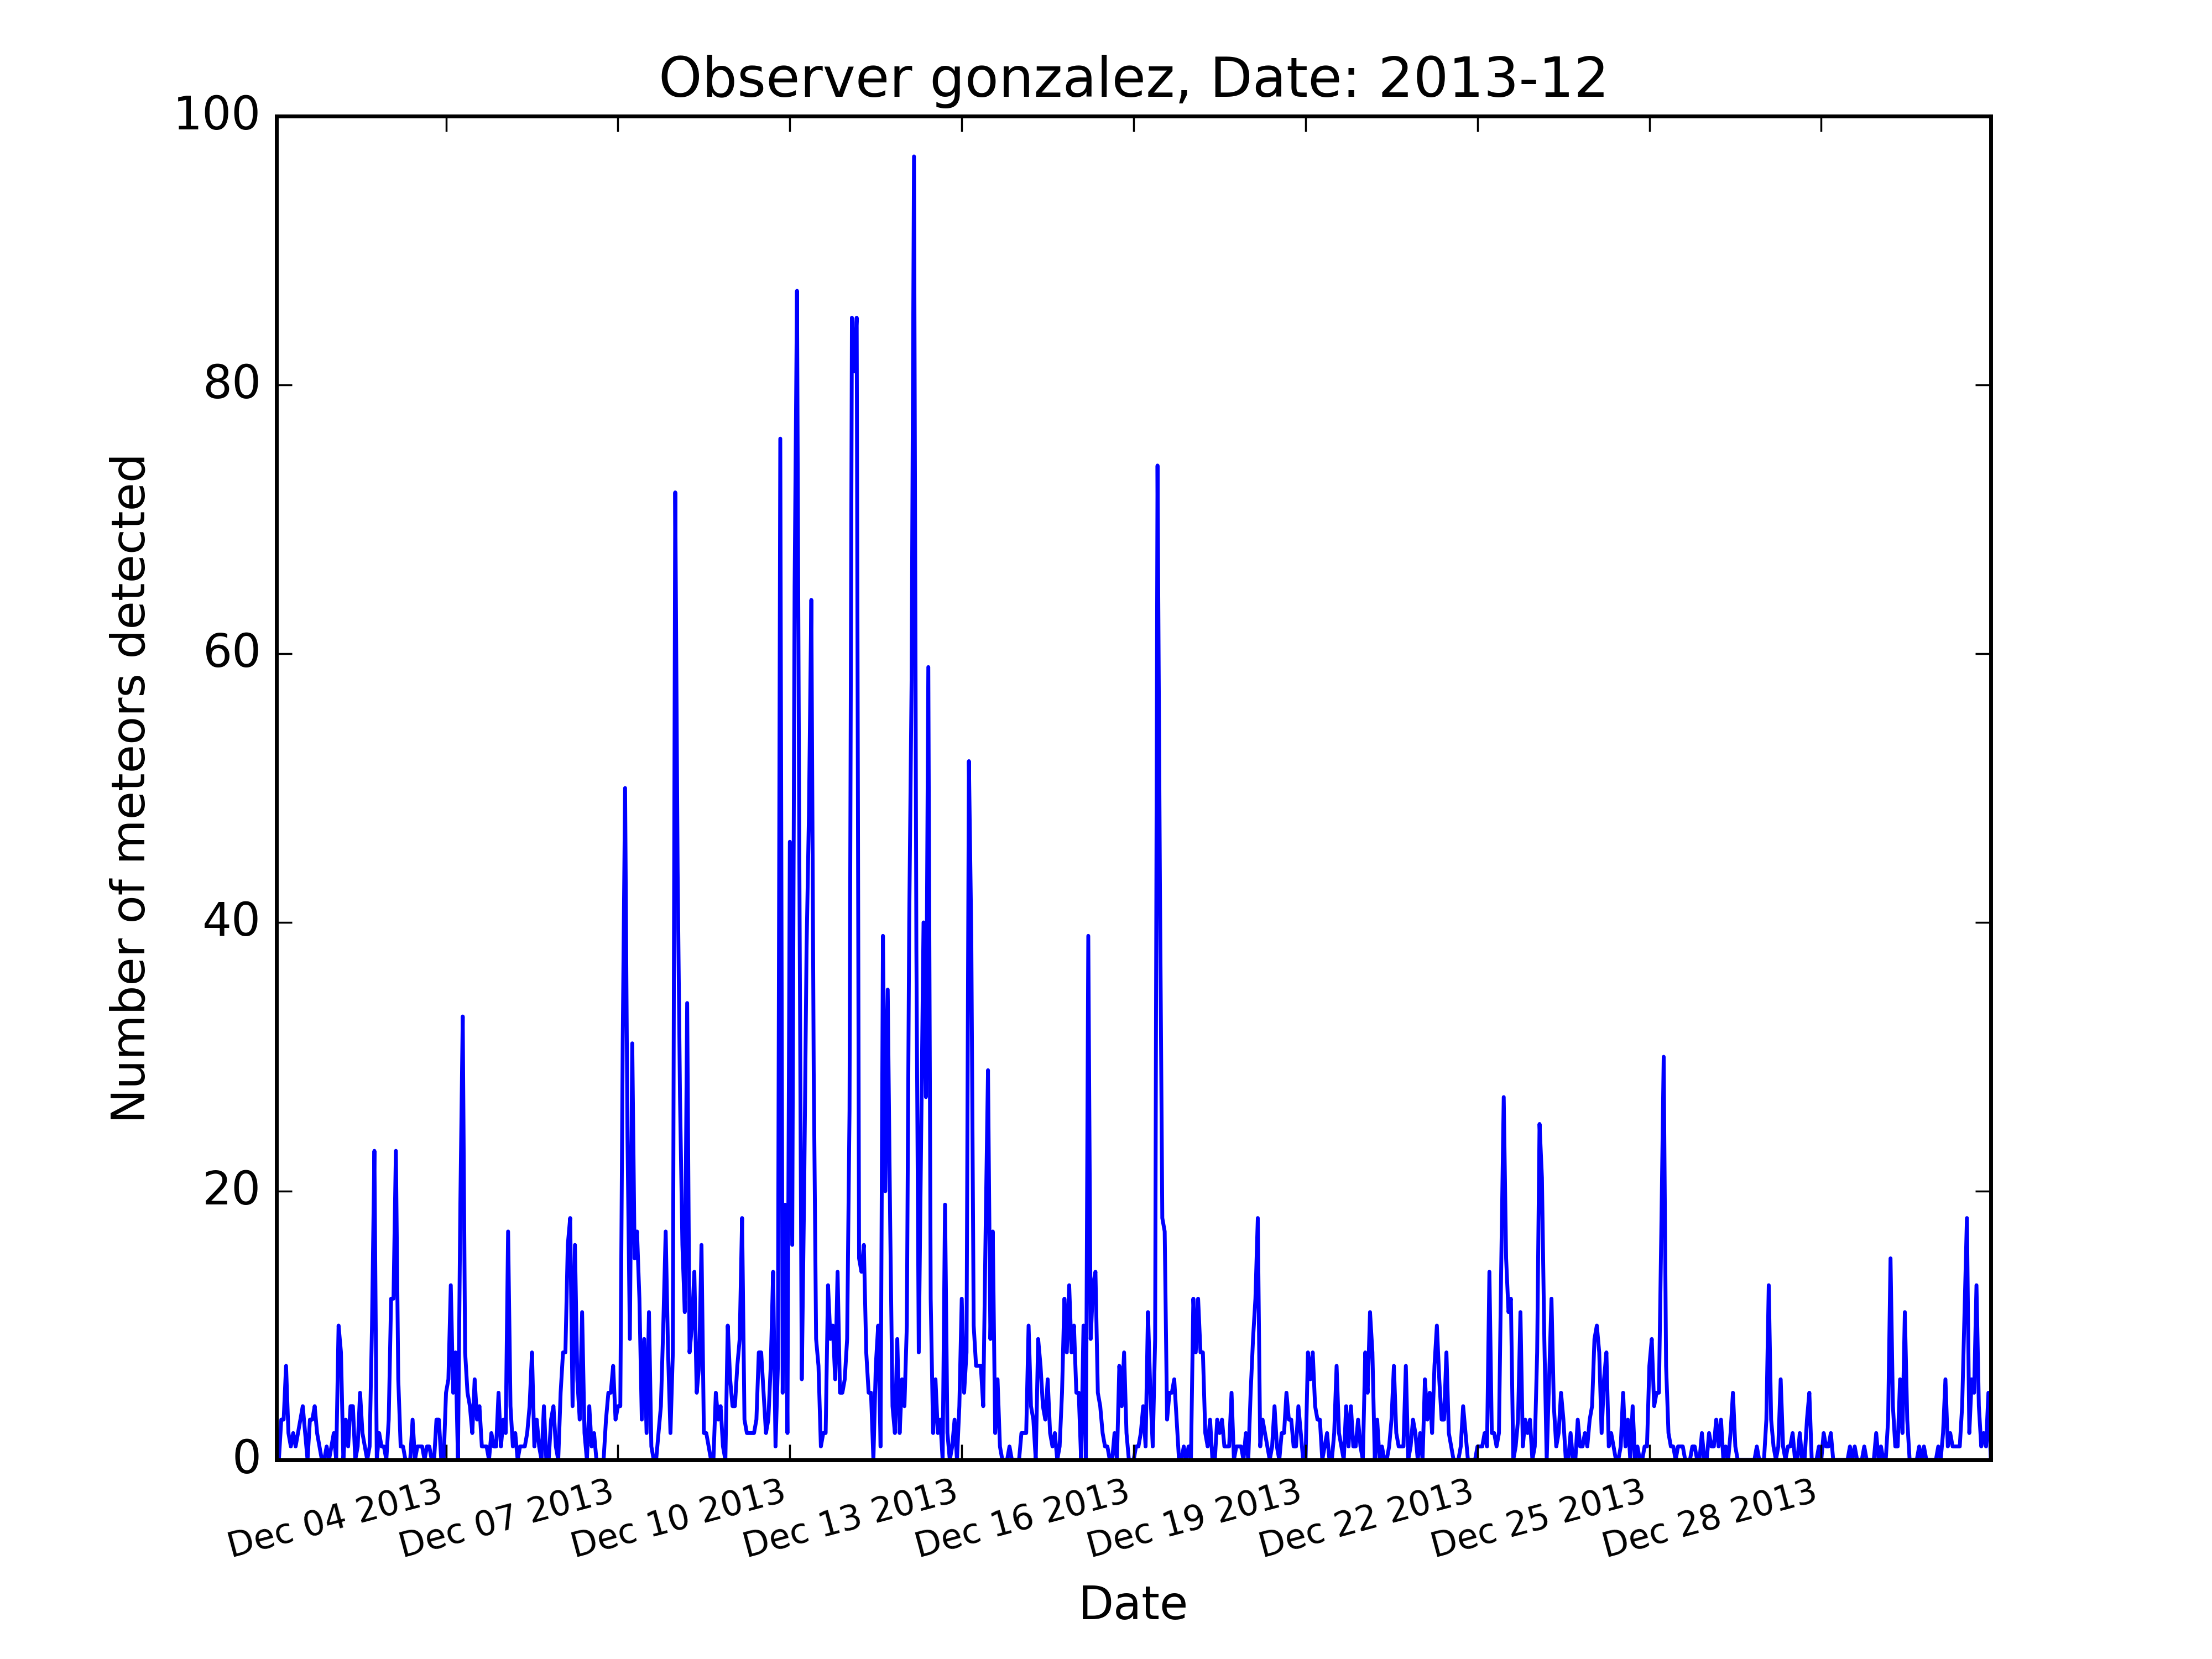 Observer gonzalez, Date: 2013-12
100
80
60
40
20
0
Number of meteors detected
Dec 04 2013
Dec 07 2013
Dec 10 2013
Dec 13 2013
Dec 16 2013
Dec 19 2013
Dec 22 2013
Dec 25 2013
Dec 28 2013
Date